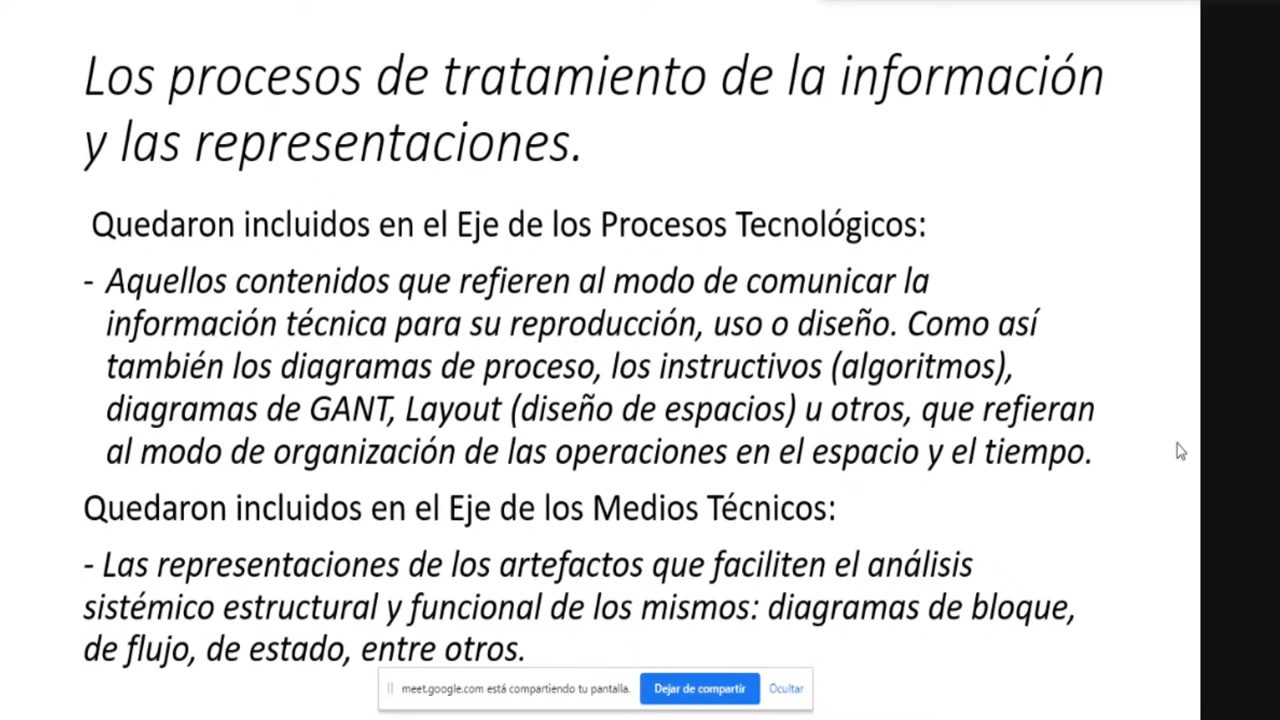 Los procesos de tratamiento de la información
y las representaciones.
Quedaron incluidos en el Eje de los Procesos Tecnológicos:
- Aquellos contenidos que refieren al modo de comunicar la
información técnica para su reproducción, uso o diseño. Como así
también los diagramas de proceso, los instructivos (algoritmos),
diagramas de GANT, Layout (diseño de espacios) u otros, que refieran
al modo de organización de las operaciones en el espacio y el tiempo.
Quedaron incluidos en el Eje de los Medios Técnicos:
- Las representaciones de los artefactos que faciliten el análisis
sistémico estructural y funcional de los mismos: diagramas de bloque,
de flujo, de estado, entre otros.
meet.google.com está compartiendo tu pantalla. Dejar de compartir Ocultar